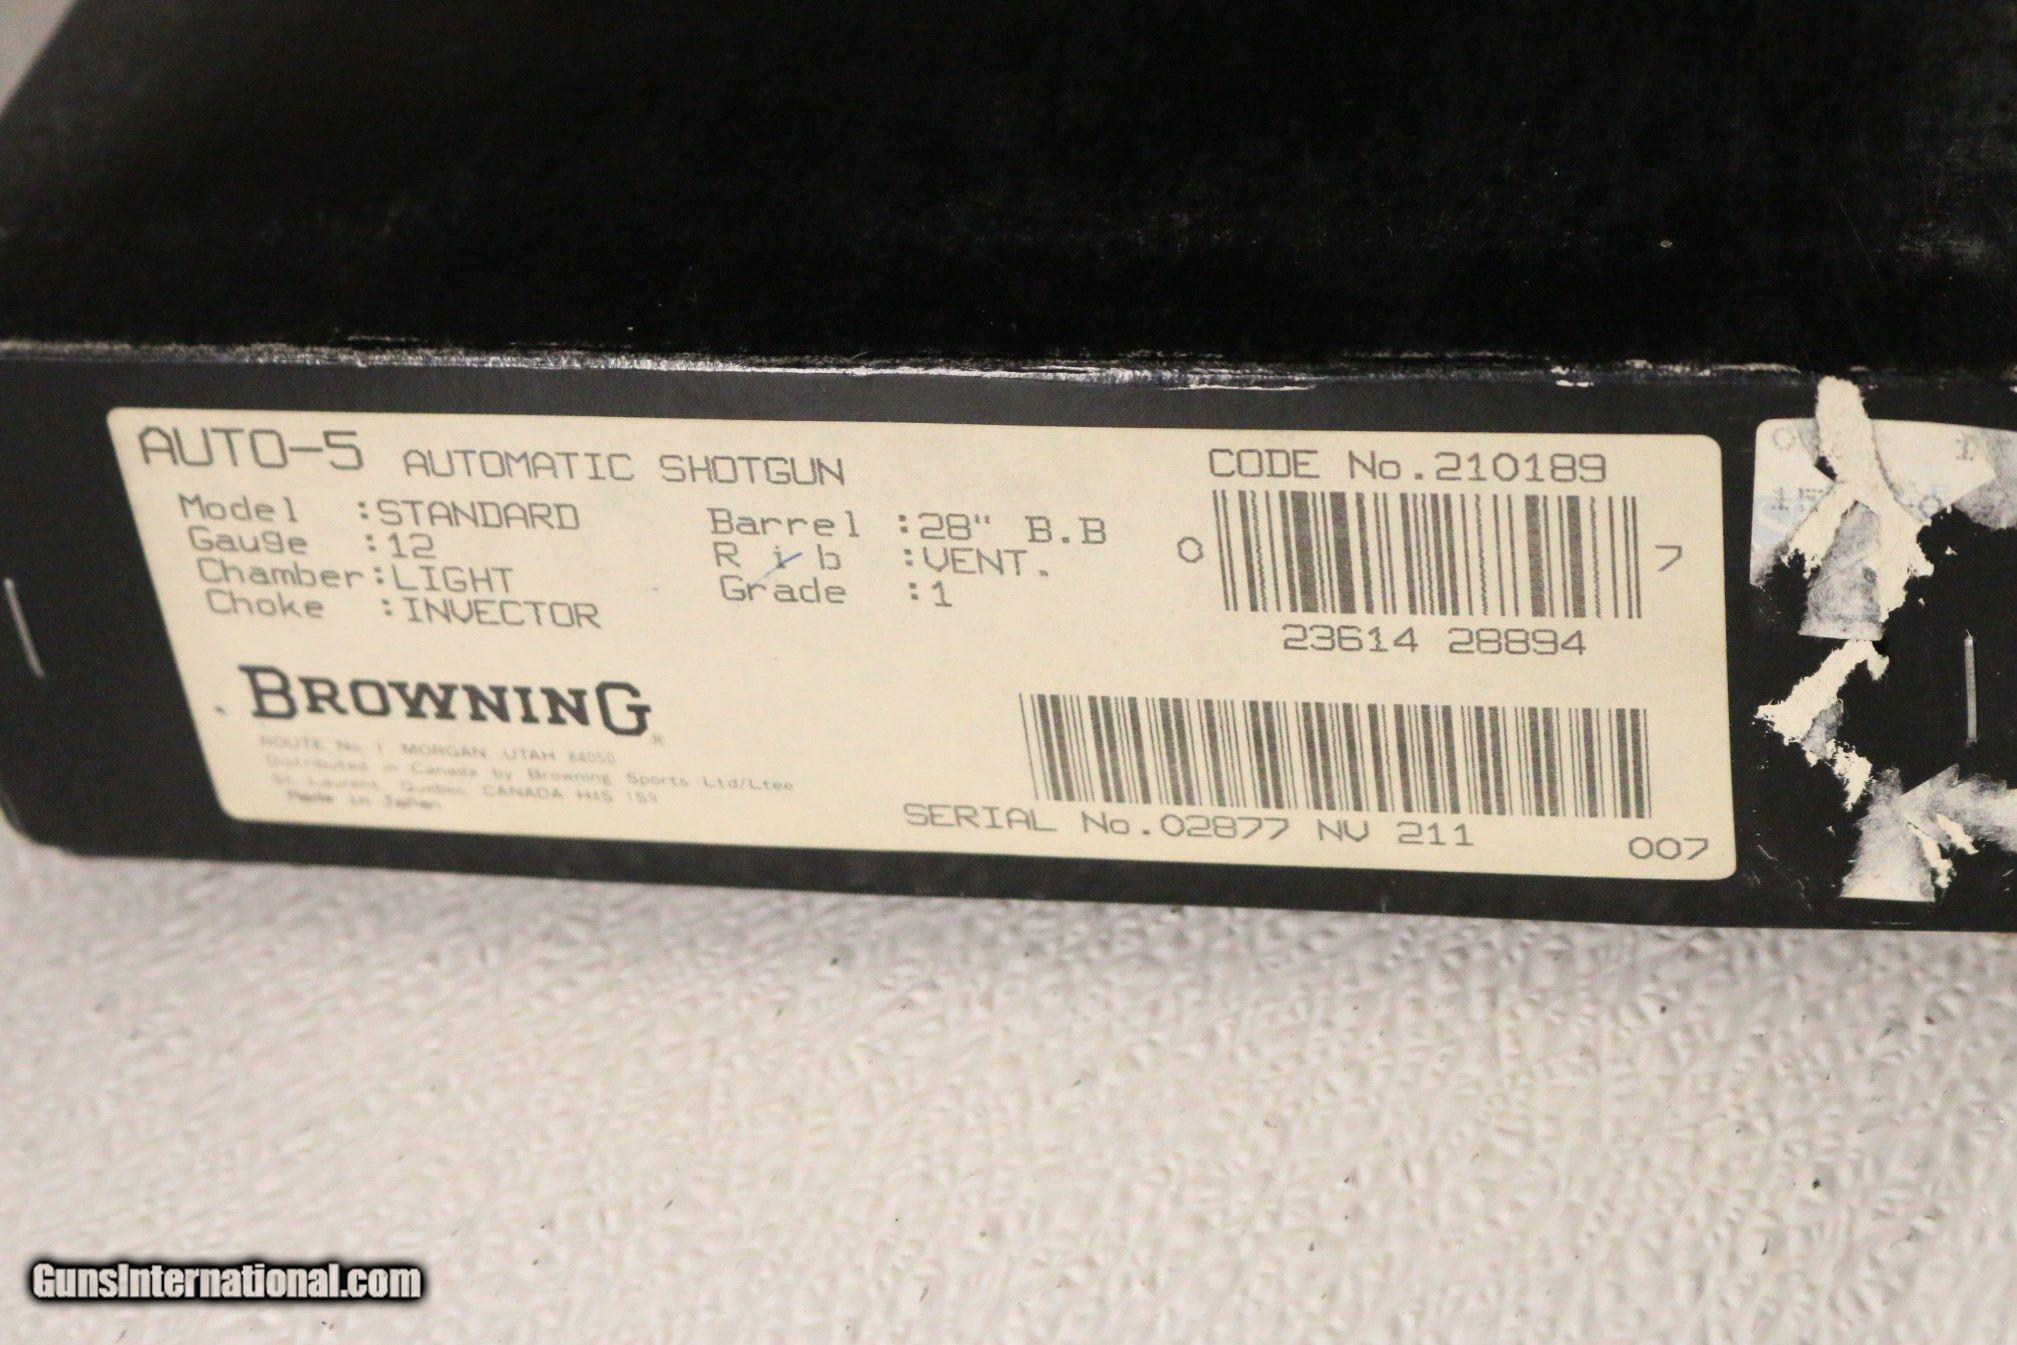 AUTO-5 AUTOMATIC SHOTGUN
Model :STANDARD
Gauge :12
Chamber:LIGHT
Choke :INVECTOR
Barrel :28" B.B
Rib :VENT.
Grade :1
CODE No.210189
0 7
23614 28894
BROWNING®
ROUTE No. 1 MORGAN, UTAH 84050
Distributed in Canada by Browning Sports Ltd/Ltee
St. Laurent, Quebec CANADA H4S 1S9
Made in Japan
SERIAL No.02877 NV 211
007
GunsInternational.com